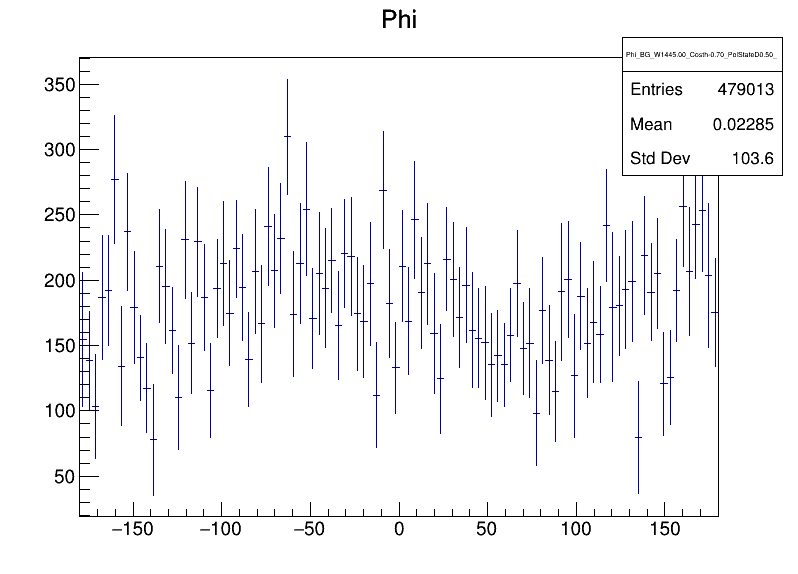 Phi
Phi_BG_W1445.00_Costh-0.70_PolStateD0.50_
Entries 479013
Mean 0.02285
Std Dev 103.6
350
300
250
200
150
100
50
−150 −100 −50 0 50 100 150